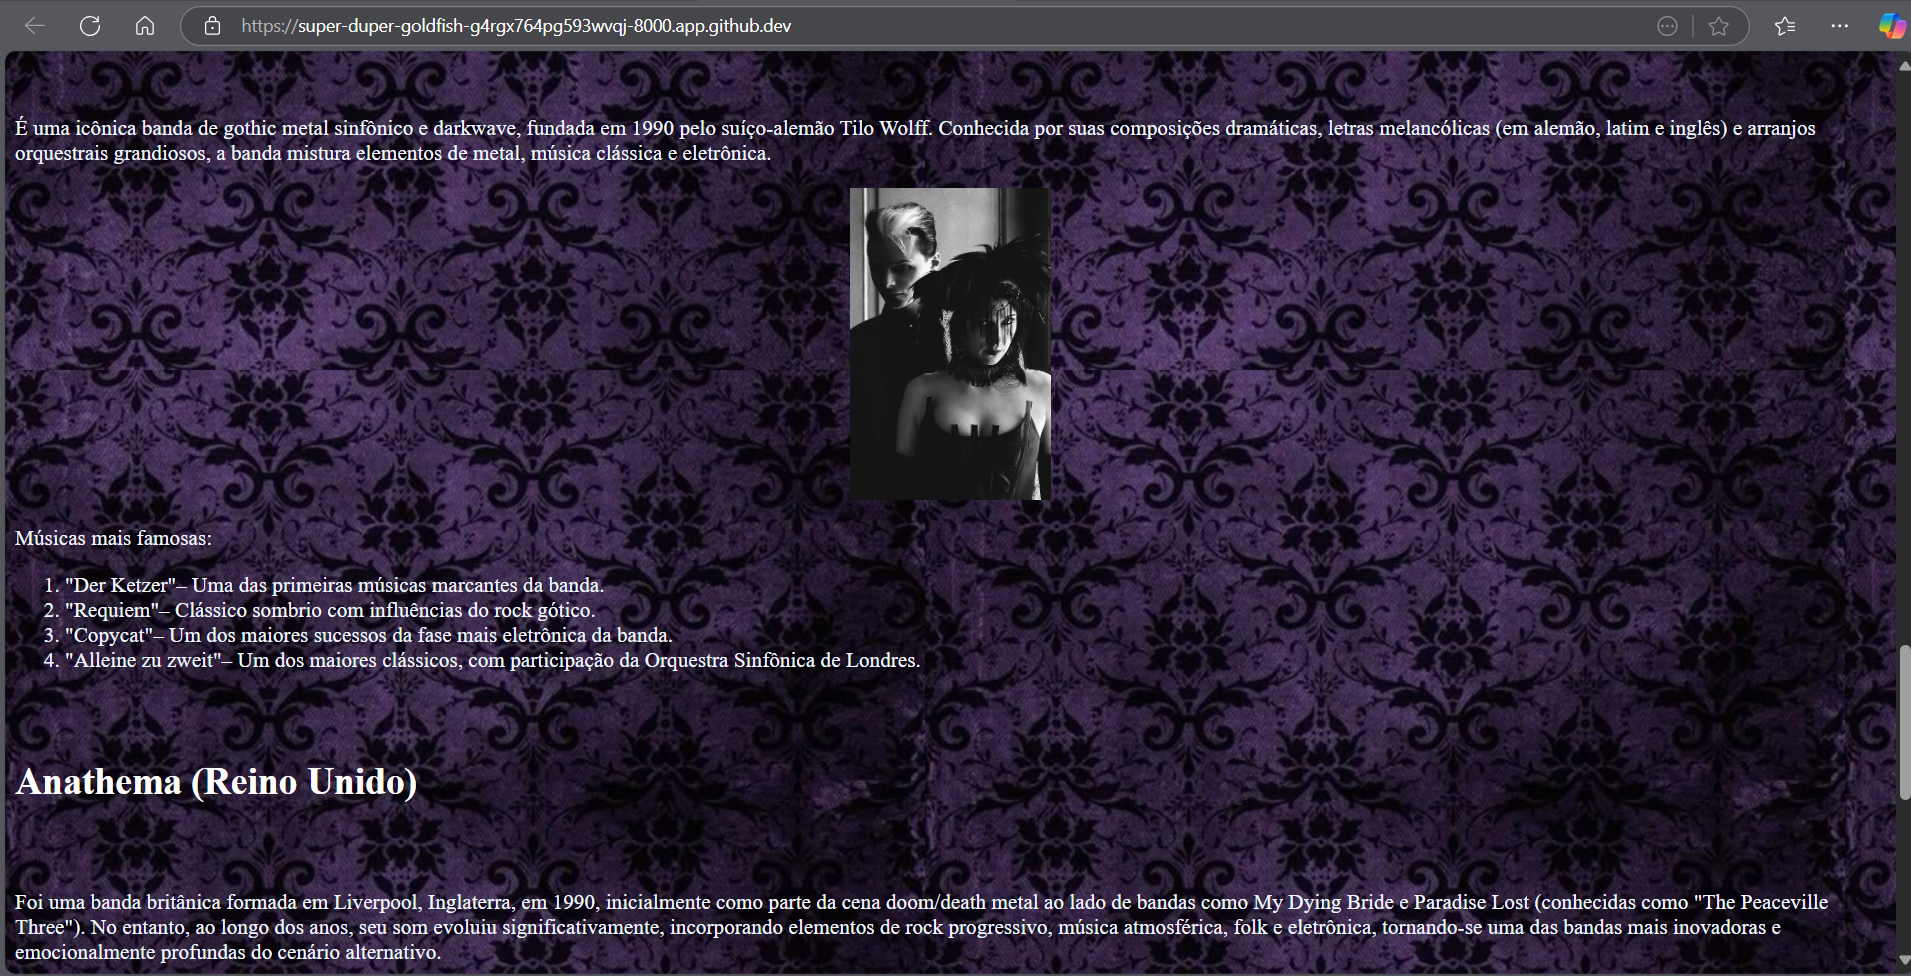 https://super-duper-goldfish-g4rgx764pg593wvqj-8000.app.github.dev
É uma icônica banda de gothic metal sinfônico e darkwave, fundada em 1990 pelo suíço-alemão Tilo Wolff. Conhecida por suas composições dramáticas, letras melancólicas (em alemão, latim e inglês) e arranjos
orquestrais grandiosos, a banda mistura elementos de metal, música clássica e eletrônica.
Músicas mais famosas:
1. "Der Ketzer"– Uma das primeiras músicas marcantes da banda.
2. "Requiem"– Clássico sombrio com influências do rock gótico.
3. "Copycat"– Um dos maiores sucessos da fase mais eletrônica da banda.
4. "Alleine zu zweit"– Um dos maiores clássicos, com participação da Orquestra Sinfônica de Londres.
Anathema (Reino Unido)
Foi uma banda britânica formada em Liverpool, Inglaterra, em 1990, inicialmente como parte da cena doom/death metal ao lado de bandas como My Dying Bride e Paradise Lost (conhecidas como "The Peaceville
Three"). No entanto, ao longo dos anos, seu som evoluiu significativamente, incorporando elementos de rock progressivo, música atmosférica, folk e eletrônica, tornando-se uma das bandas mais inovadoras e
emocionalmente profundas do cenário alternativo.